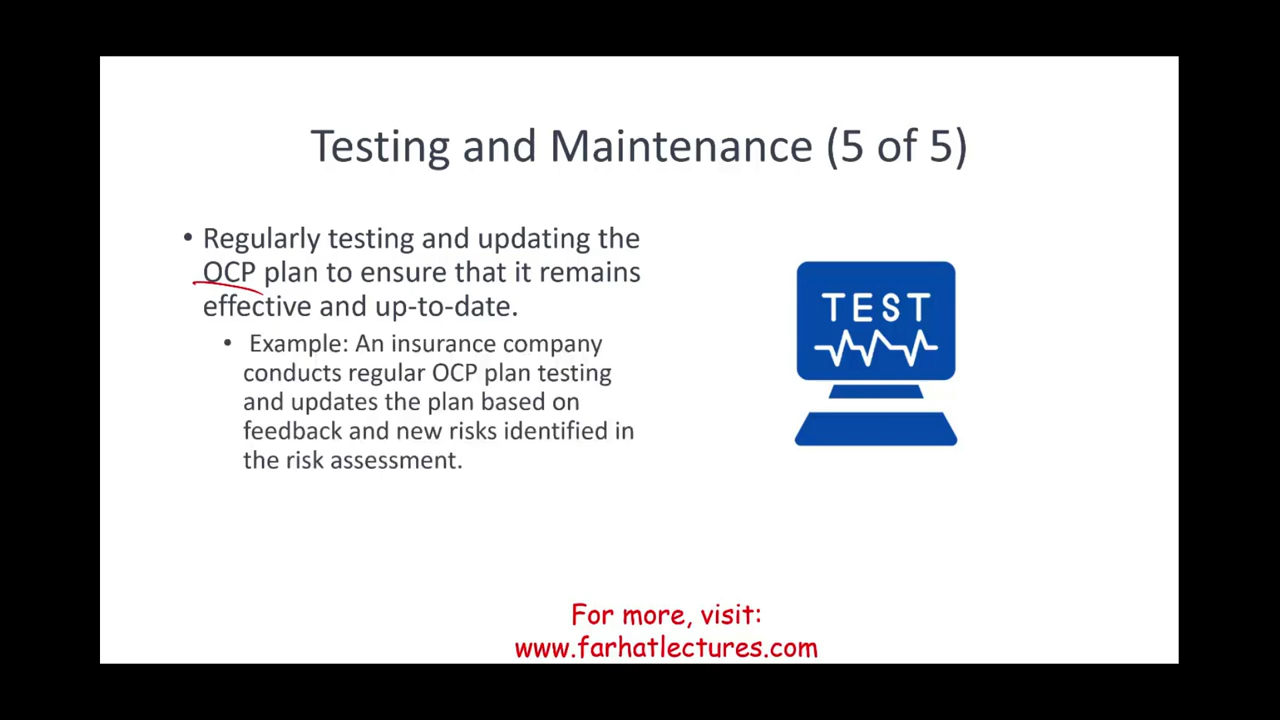 Testing and Maintenance (5 of 5)
• Regularly testing and updating the
OCP plan to ensure that it remains
effective and up-to-date.
• Example: An insurance company
conducts regular OCP plan testing
and updates the plan based on
feedback and new risks identified in
the risk assessment.
TEST
For more, visit:
www.farhatlectures.com